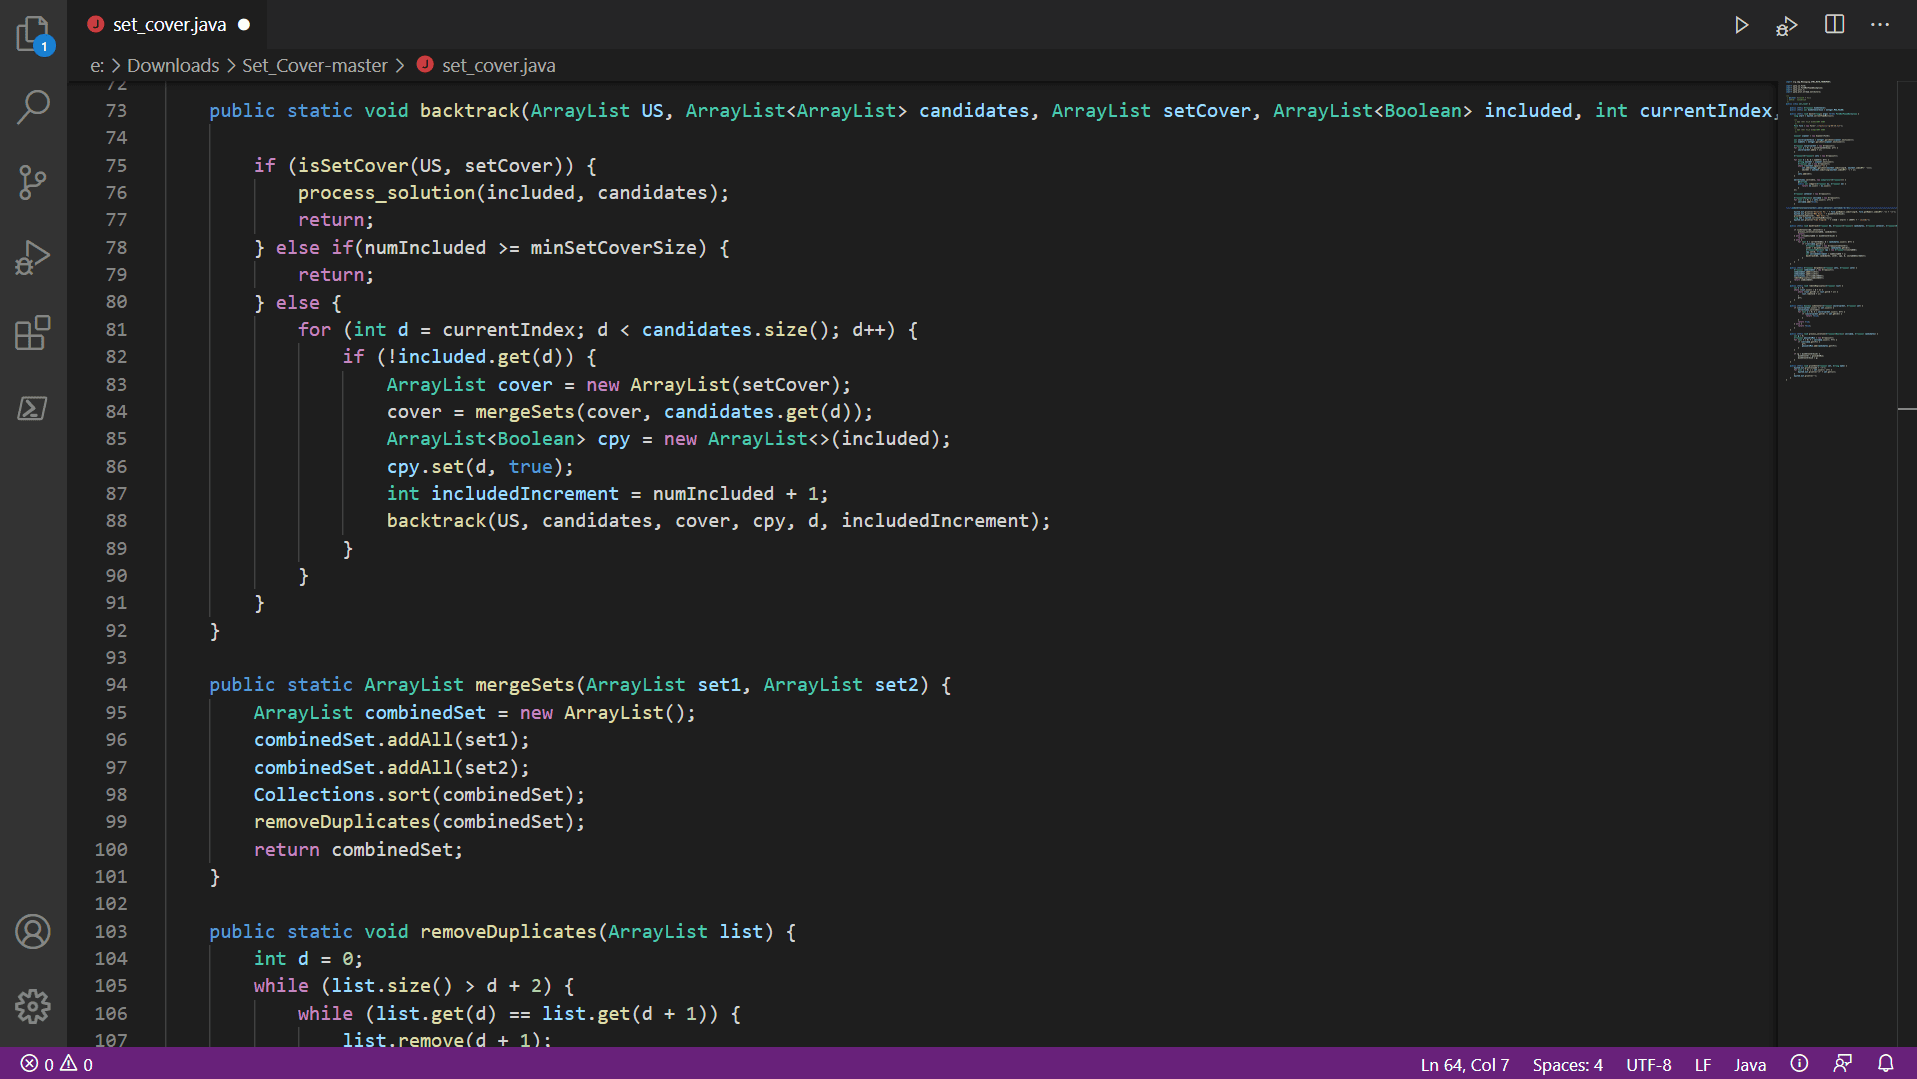 set_cover.java
e: > Downloads > Set_Cover-master > set_cover.java
72
73 public static void backtrack(ArrayList US, ArrayList<ArrayList> candidates, ArrayList setCover, ArrayList<Boolean> included, int currentIndex,
74
75 if (isSetCover(US, setCover)) {
76 process_solution(included, candidates);
77 return;
78 } else if(numIncluded >= minSetCoverSize) {
79 return;
80 } else {
81 for (int d = currentIndex; d < candidates.size(); d++) {
82 if (!included.get(d)) {
83 ArrayList cover = new ArrayList(setCover);
84 cover = mergeSets(cover, candidates.get(d));
85 ArrayList<Boolean> cpy = new ArrayList<>(included);
86 cpy.set(d, true);
87 int includedIncrement = numIncluded + 1;
88 backtrack(US, candidates, cover, cpy, d, includedIncrement);
89 }
90 }
91 }
92 }
93
94 public static ArrayList mergeSets(ArrayList set1, ArrayList set2) {
95 ArrayList combinedSet = new ArrayList();
96 combinedSet.addAll(set1);
97 combinedSet.addAll(set2);
98 Collections.sort(combinedSet);
99 removeDuplicates(combinedSet);
100 return combinedSet;
101 }
102
103 public static void removeDuplicates(ArrayList list) {
104 int d = 0;
105 while (list.size() > d + 2) {
106 while (list.get(d) == list.get(d + 1)) {
107 list.remove(d + 1);
1
0 0 Ln 64, Col 7 Spaces: 4 UTF-8 LF Java